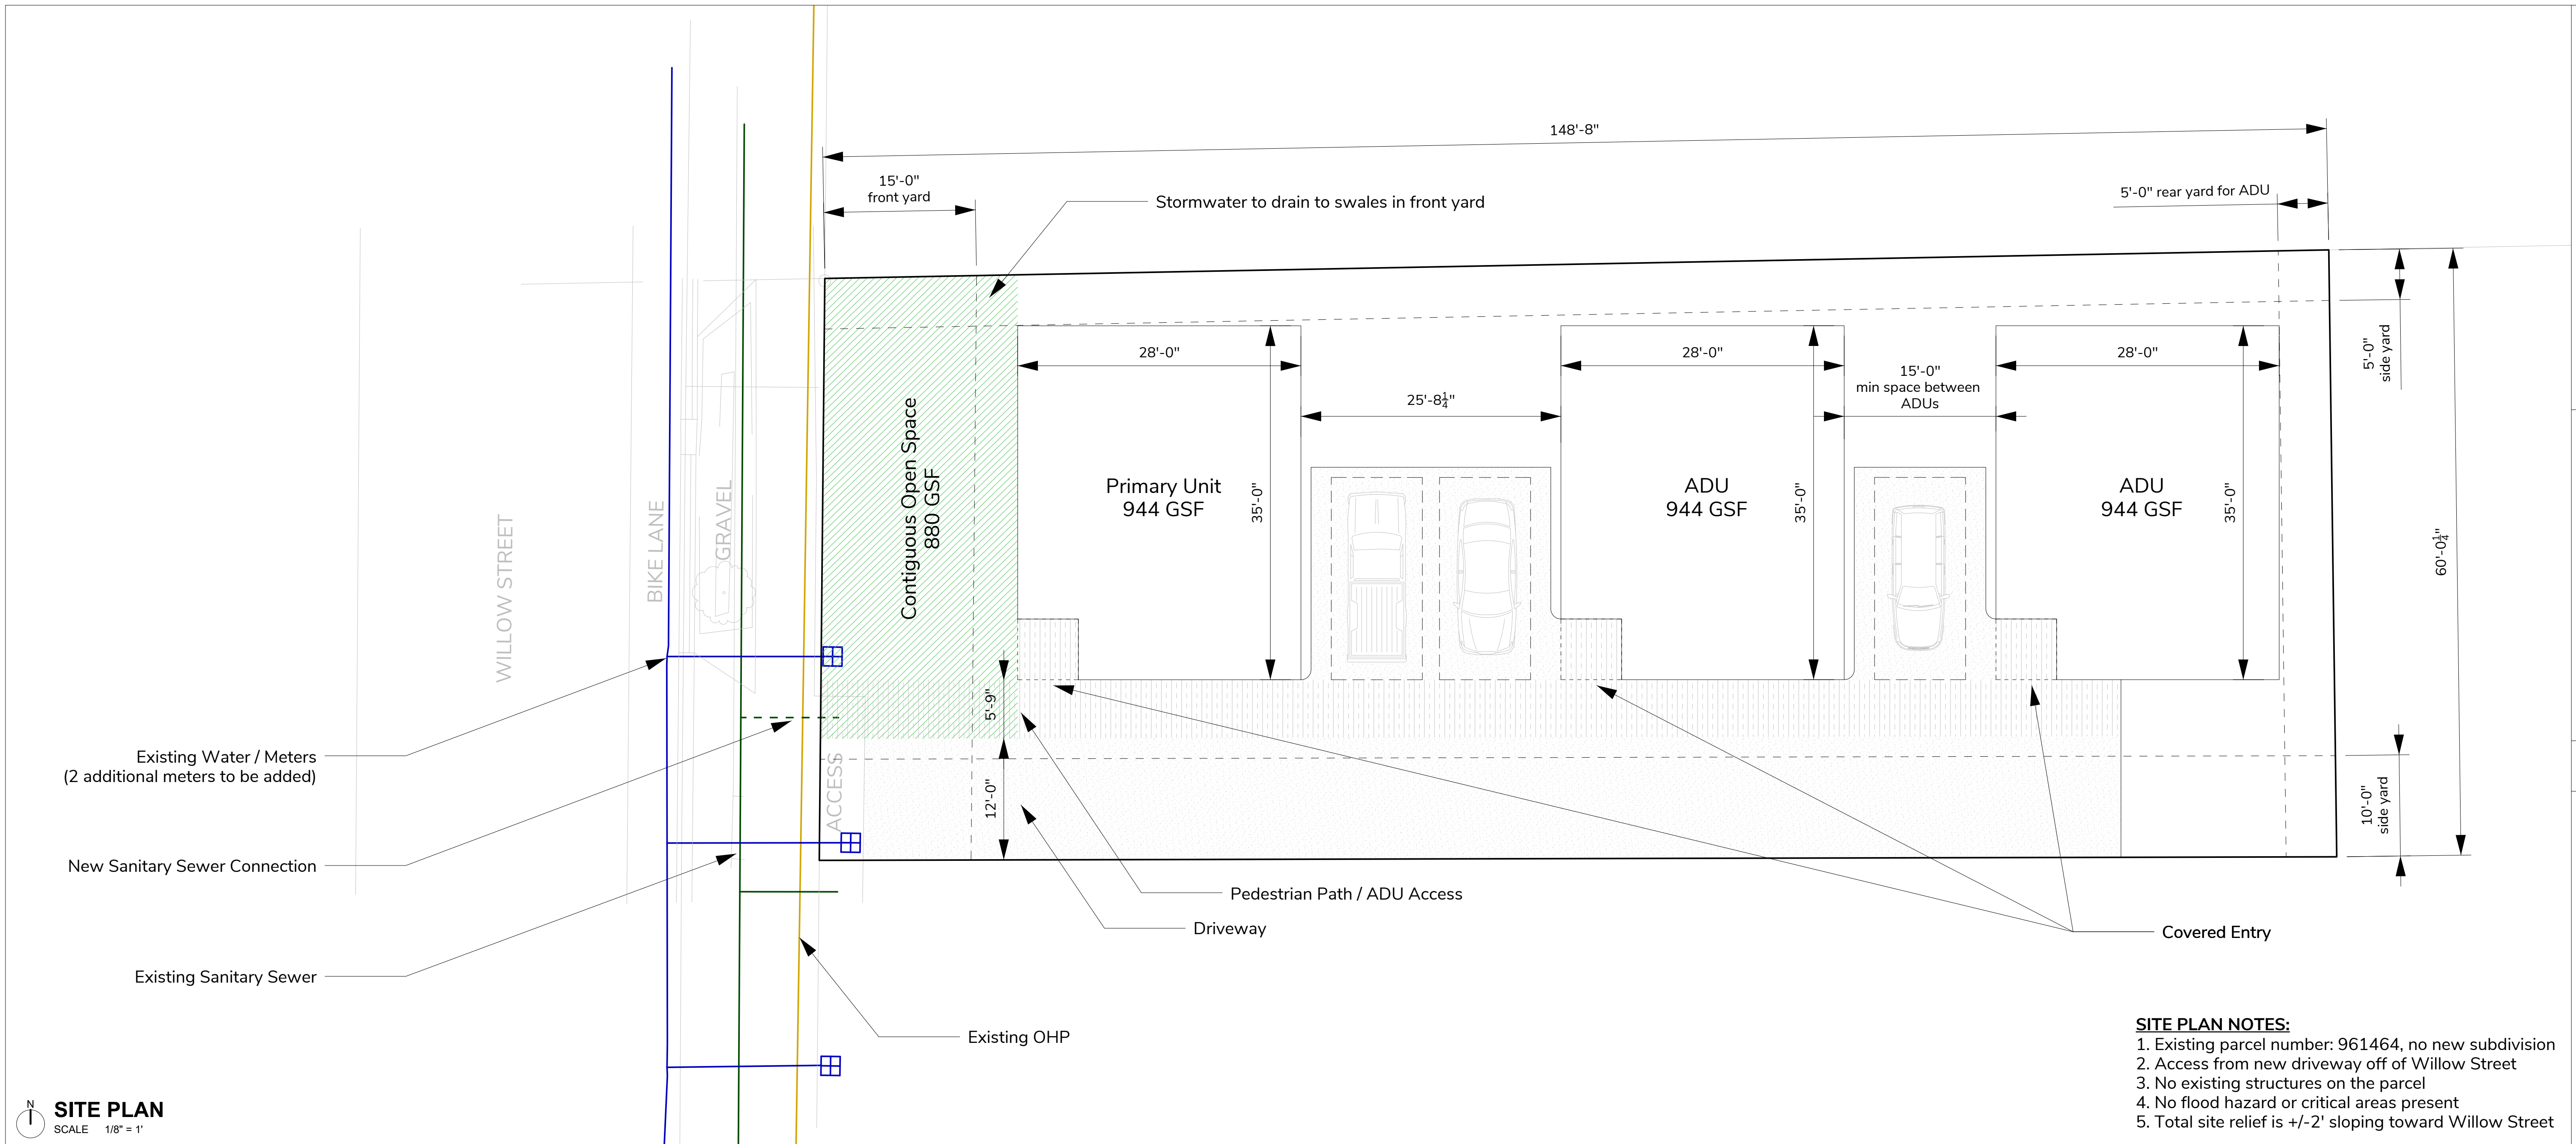 148'-8"
15'-0"
front yard
Stormwater to drain to swales in front yard
5'-0" rear yard for ADU
28'-0"
28'-0"
28'-0"
25'-8 1/4"
15'-0"
min space between
ADUs
5'-0"
side yard
Contiguous Open Space
880 GSF
Primary Unit
944 GSF
35'-0"
ADU
944 GSF
35'-0"
ADU
944 GSF
35'-0"
60'-0 1/4"
WILLOW STREET
BIKE LANE
GRAVEL
ACCESS
5'-9"
12'-0"
10'-0"
side yard
Existing Water / Meters
(2 additional meters to be added)
New Sanitary Sewer Connection
Existing Sanitary Sewer
Pedestrian Path / ADU Access
Driveway
Covered Entry
Existing OHP
SITE PLAN NOTES:
1. Existing parcel number: 961464, no new subdivision
2. Access from new driveway off of Willow Street
3. No existing structures on the parcel
4. No flood hazard or critical areas present
5. Total site relief is +/-2' sloping toward Willow Street
N
SITE PLAN
SCALE 1/8" = 1'